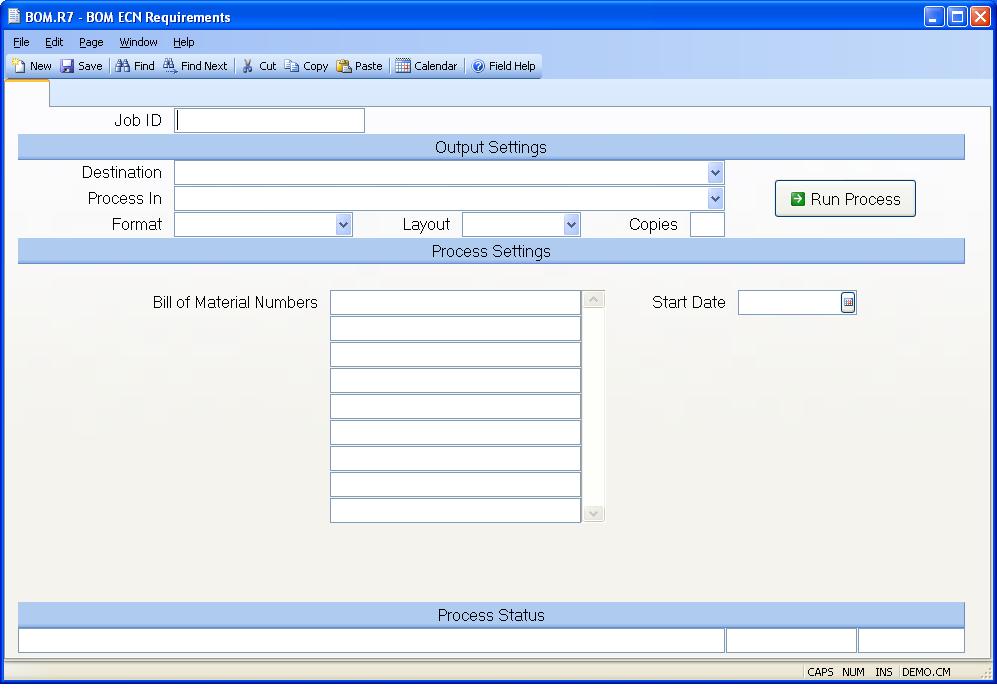 BOM.R7 - BOM ECN Requirements
File Edit Page Window Help
New Save Find Find Next Cut Copy Paste Calendar Field Help
Job ID
Output Settings
Destination
Process In
Run Process
Format Layout Copies
Process Settings
Bill of Material Numbers Start Date
Process Status
CAPS NUM INS DEMO.CM